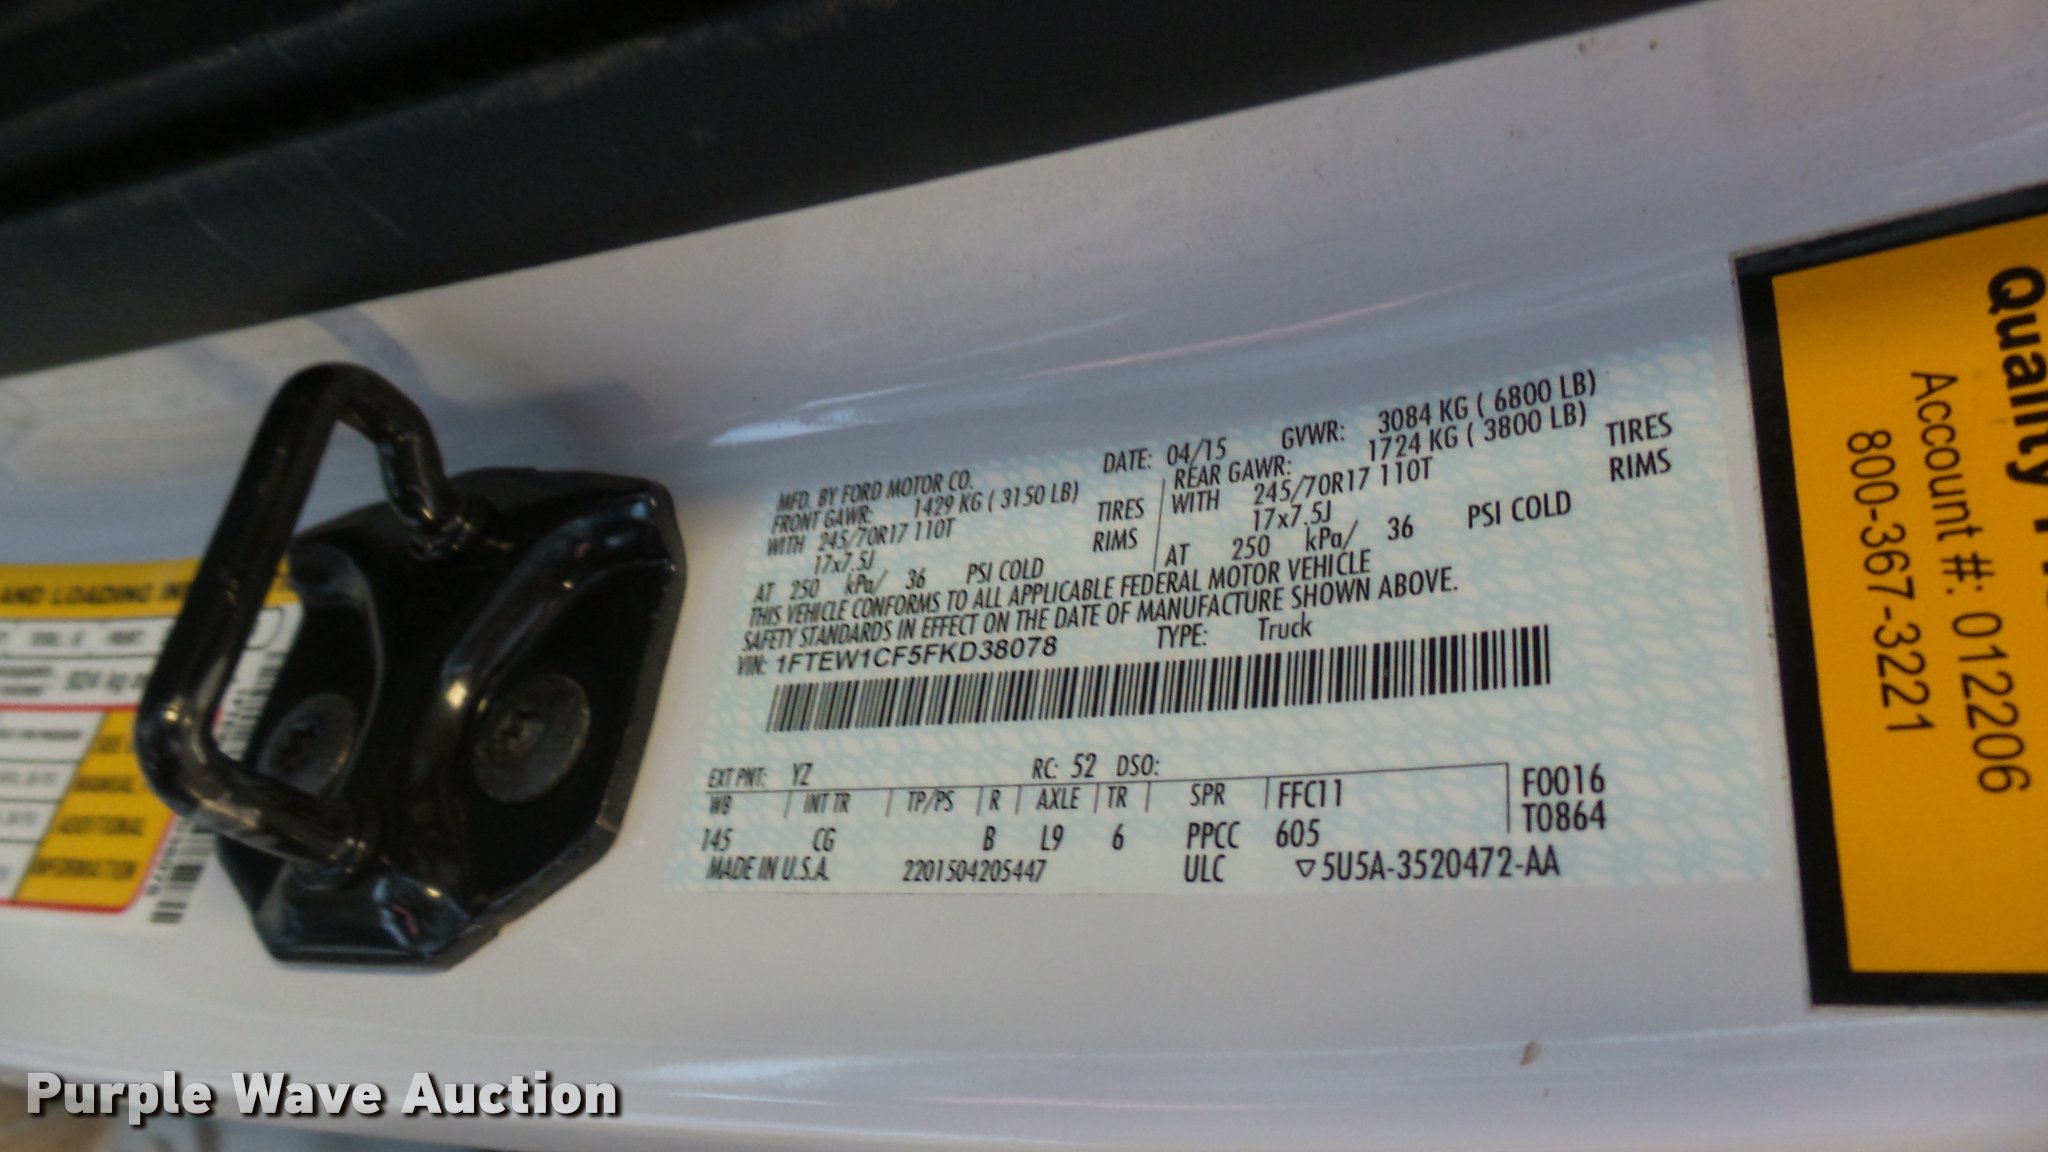 MFD. BY FORD MOTOR CO. DATE: 04/15 GVWR: 3084 KG ( 6800 LB)
FRONT GAWR: 1429 KG ( 3150 LB) REAR GAWR: 1724 KG ( 3800 LB)
WITH 245/70R17 110T TIRES WITH 245/70R17 110T TIRES
17x7.5J RIMS 17x7.5J RIMS
AT 250 kPa/ 36 PSI COLD AT 250 kPa/ 36 PSI COLD
THIS VEHICLE CONFORMS TO ALL APPLICABLE FEDERAL MOTOR VEHICLE
SAFETY STANDARDS IN EFFECT ON THE DATE OF MANUFACTURE SHOWN ABOVE.
VIN: 1FTEW1CF5FKD38078 TYPE: Truck
EXT PNT: YZ RC: 52 DSO:
WB INT TR TP/PS R AXLE TR SPR FFC11 F0016
145 CG B L9 6 PPCC 605 T0864
MADE IN U.S.A. 2201504205447 ULC ▽5U5A-3520472-AA
AND LOADING
MANUAL
ADDITIONAL
INFORMATION
Quality
Account #: 012206
800-367-3221
Purple Wave Auction